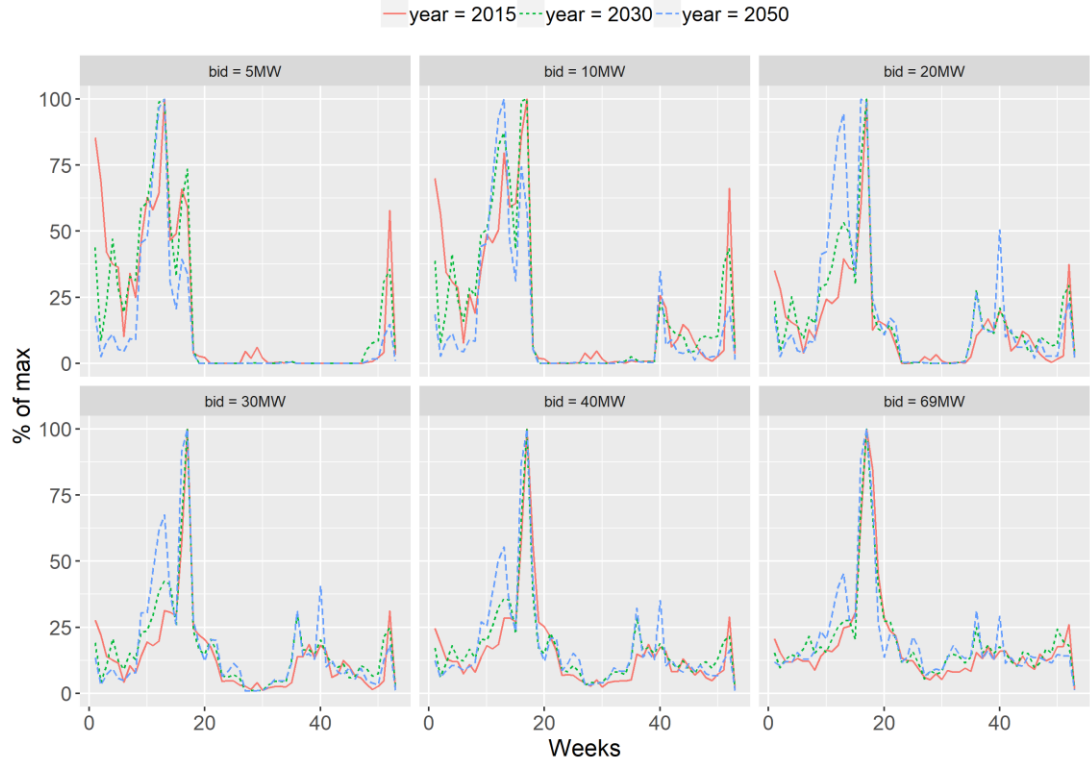 year = 2015 year = 2030 year = 2050
bid = 5MW bid = 10MW bid = 20MW
100
75
50
25
0
bid = 30MW bid = 40MW bid = 69MW
100
75
50
25
0
% of max
0 20 40 0 20 40 0 20 40
Weeks